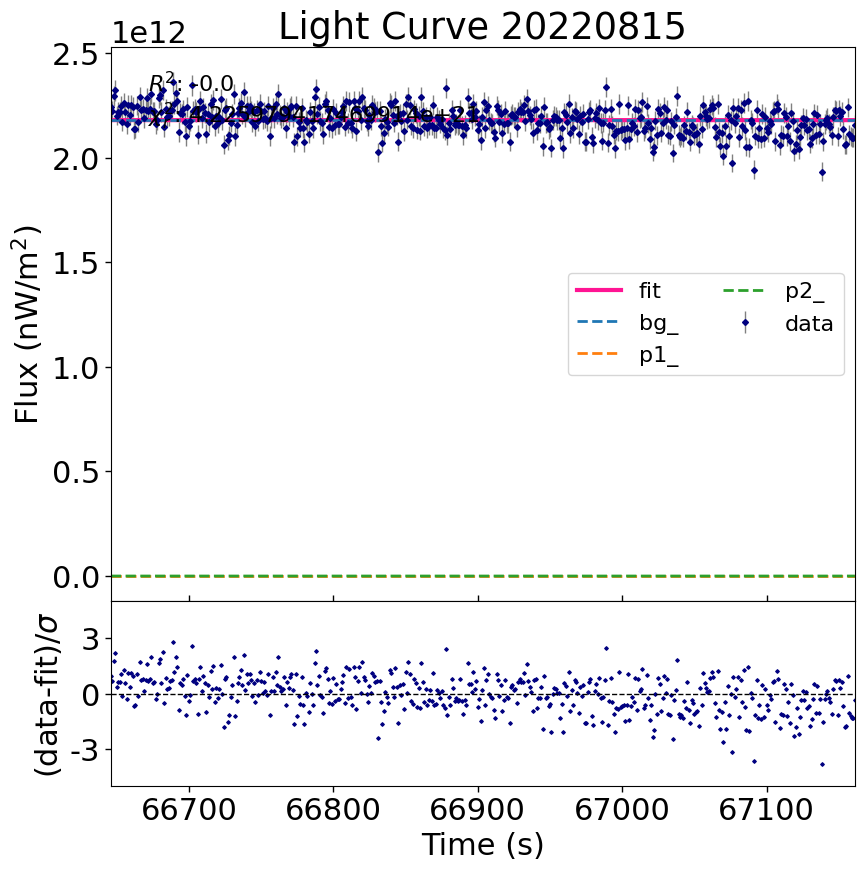 Light Curve 20220815
1e12
R²: -0.0
2.5
2.0
1.5
1.0
0.5
0.0
Flux (nW/m²)
fit
bg_
p1_
p2_
data
3
0
-3
(data-fit)/σ
66700 66800 66900 67000 67100
Time (s)